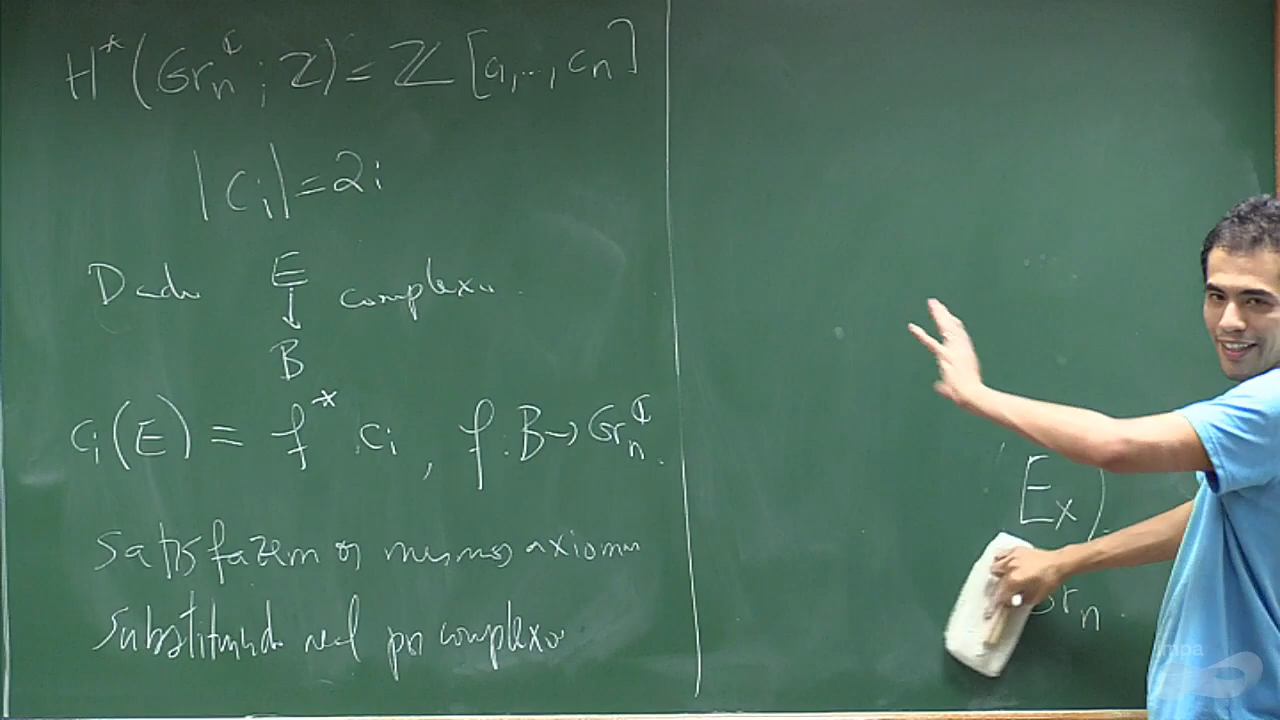 H*(Gr_n^ℂ; ℤ) = ℤ[c_1, ..., c_n]
|c_i| = 2i
Dado E ↓ B complexo.
c_i(E) = f* c_i, f: B → Gr_n^ℂ.
satisfazem os mesmos axiomas
substituindo real por complexo
E_x)
Gr_n.
impa